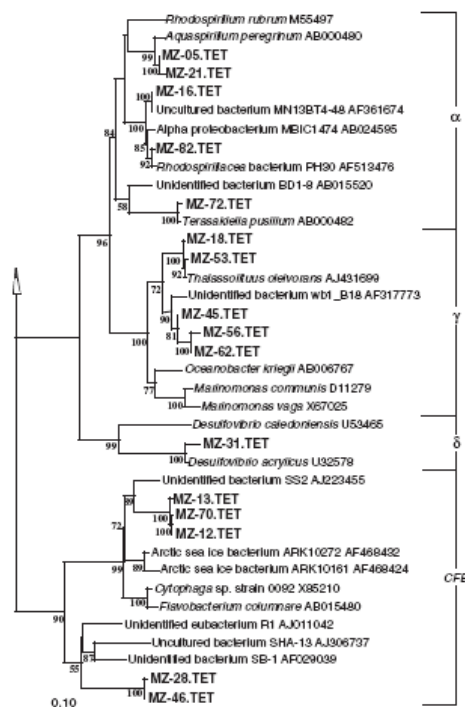 Rhodospirillum rubrum M55497
Aquaspirillum peregrinum AB000480
MZ-05.TET
99
MZ-21.TET
100
MZ-16.TET
100
Uncultured bacterium MN13BT4-48 AF361674
100
Alpha proteobacterium MBIC1474 AB024595
84
MZ-82.TET
85
Rhodospirillacea bacterium PH30 AF513476
92
Unidentified bacterium BD1-8 AB015520
MZ-72.TET
58
Terasakiella pusillum AB000482
100
α
MZ-18.TET
96
MZ-53.TET
100
Thalassolituus oleivorans AJ431699
92
72
Unidentified bacterium wb1_B18 AF317773
MZ-45.TET
90
MZ-56.TET
81
MZ-62.TET
100
100
Oceanobacter kriegii AB006767
77
Marinomonas communis D11279
Marinomonas vaga X67025
100
γ
Desulfovibrio caledoniensis U53465
MZ-31.TET
99
Desulfovibrio acrylicus U32578
100
δ
Unidentified bacterium SS2 AJ223455
MZ-13.TET
89
MZ-70.TET
100
MZ-12.TET
100
72
Arctic sea ice bacterium ARK10272 AF468432
99
Arctic sea ice bacterium ARK10161 AF468424
89
Cytophaga sp. strain 0092 X85210
Flavobacterium columnare AB015480
100
CFB
90
Unidentified eubacterium R1 AJ011042
Uncultured bacterium SHA-13 AJ306737
87
Unidentified bacterium SB-1 AF029039
55
MZ-28.TET
100
MZ-46.TET
0.10